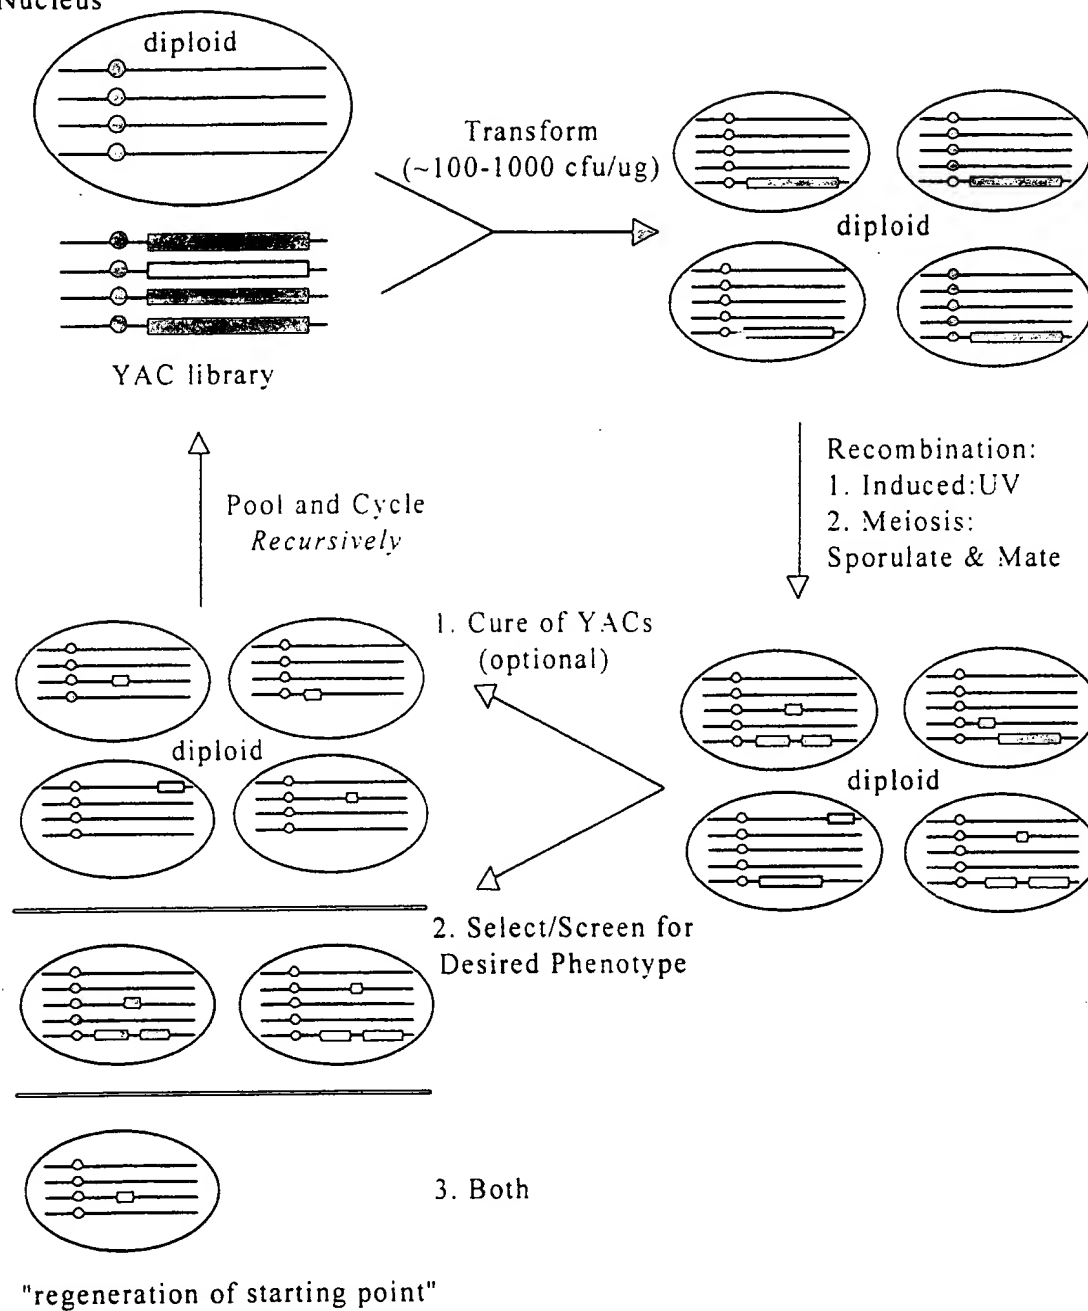 Nucleus
diploid
Transform
(~100-1000 cfu/ug)
diploid
YAC library
Recombination:
1. Induced:UV
2. Meiosis:
Sporulate & Mate
Pool and Cycle
Recursively
1. Cure of YACs
(optional)
diploid
diploid
2. Select/Screen for
Desired Phenotype
3. Both
"regeneration of starting point"